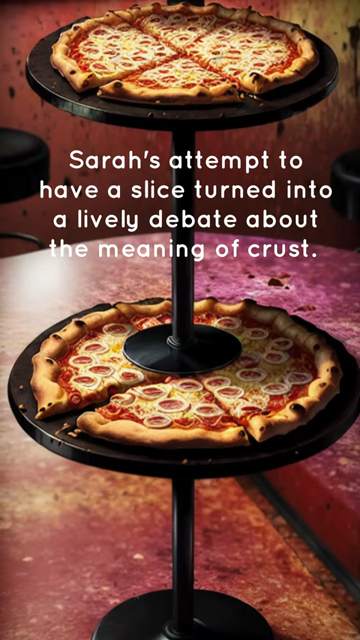 Sarah's attempt to
have a slice turned into
a lively debate about
the meaning of crust.